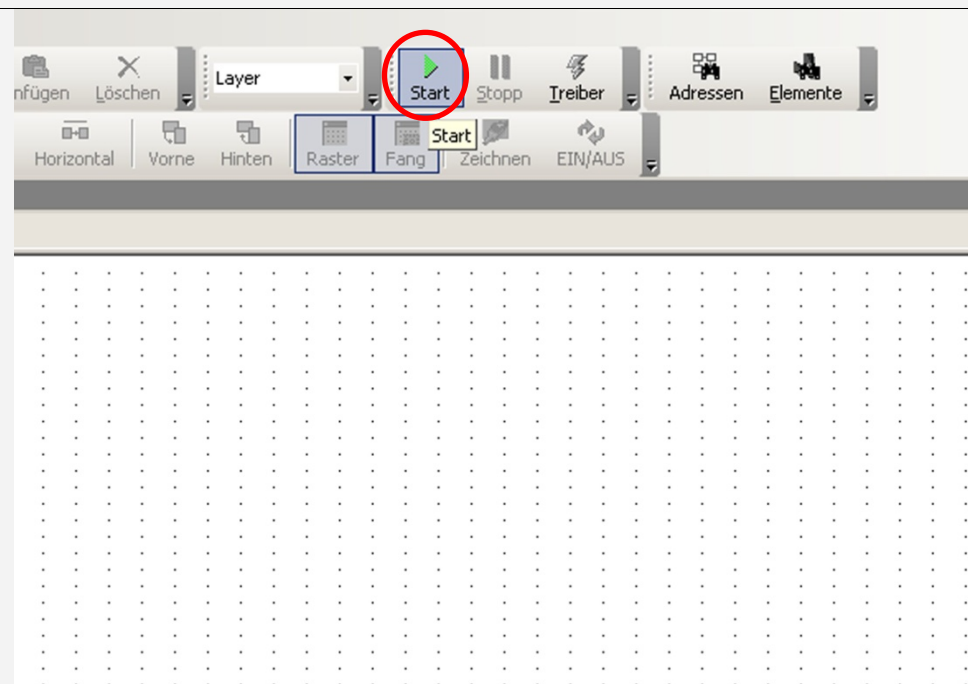 nfügen Löschen Layer Start Stopp Treiber Adressen Elemente
Start
Horizontal Vorne Hinten Raster Fang Zeichnen EIN/AUS